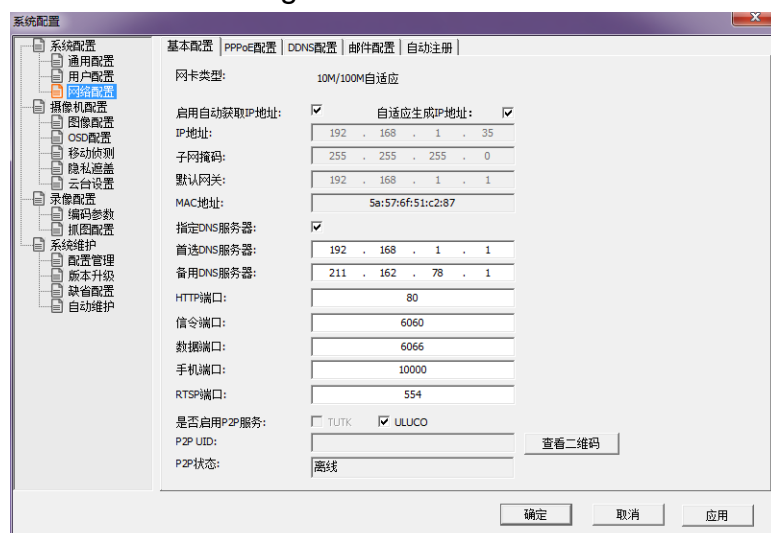 系统配置
系统配置
通用配置
用户配置
网络配置
摄像机配置
图像配置
OSD配置
移动侦测
隐私遮盖
云台设置
录像配置
编码参数
抓图配置
系统维护
配置管理
版本升级
缺省配置
自动维护
基本配置 PPPoE配置 DDNS配置 邮件配置 自动注册
网卡类型: 10M/100M自适应
启用自动获取IP地址: 自适应生成IP地址:
IP地址: 192 . 168 . 1 . 35
子网掩码: 255 . 255 . 255 . 0
默认网关: 192 . 168 . 1 . 1
MAC地址: 5a:57:6f:51:c2:87
指定DNS服务器:
首选DNS服务器: 192 . 168 . 1 . 1
备用DNS服务器: 211 . 162 . 78 . 1
HTTP端口: 80
信令端口: 6060
数据端口: 6066
手机端口: 10000
RTSP端口: 554
是否启用P2P服务: TUTK ULUCO
P2P UID: 查看二维码
P2P状态: 离线
确定 取消 应用